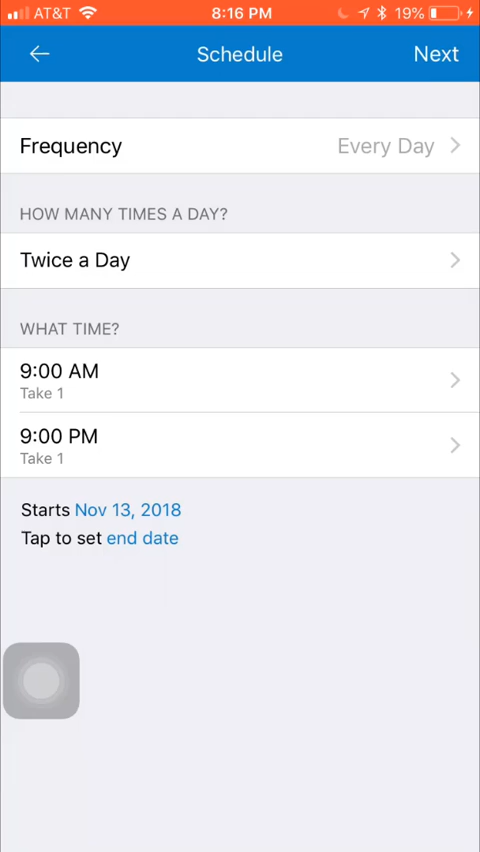 AT&T 8:16 PM 19%
Schedule Next
Frequency Every Day
HOW MANY TIMES A DAY?
Twice a Day
WHAT TIME?
9:00 AM
Take 1
9:00 PM
Take 1
Starts Nov 13, 2018
Tap to set end date